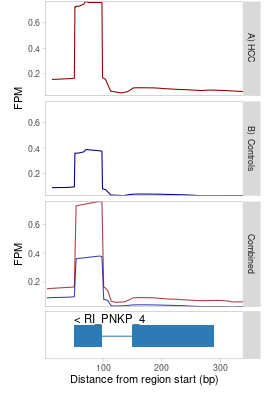 0.6
0.4
0.2
FPM
A) HCC
0.6
0.4
0.2
B) Controls
0.6
0.4
0.2
FPM
Combined
< RI_PNKP_4
100
200
300
Distance from region start (bp)